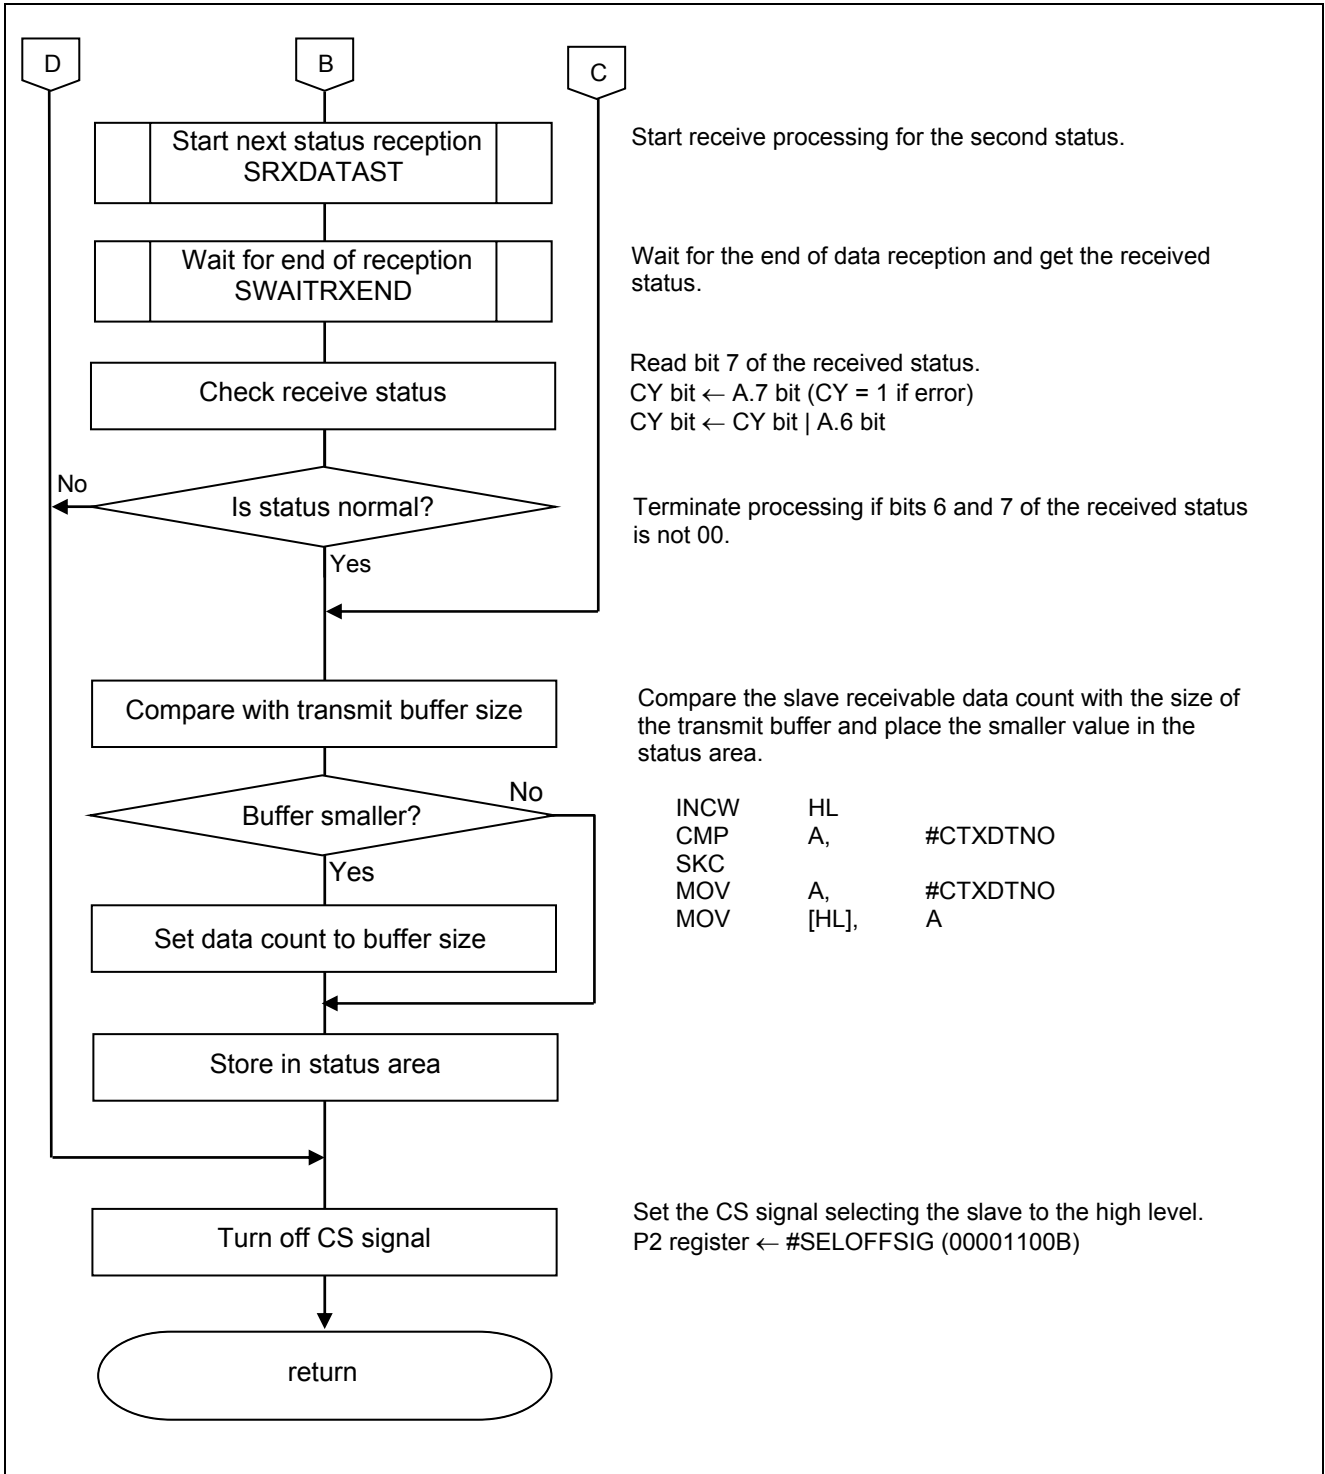 D
B
C
Start next status reception
SRXDATAST
Start receive processing for the second status.
Wait for end of reception
SWAITRXEND
Wait for the end of data reception and get the received
status.
Check receive status
Read bit 7 of the received status.
CY bit ← A.7 bit (CY = 1 if error)
CY bit ← CY bit | A.6 bit
No
Is status normal?
Yes
Terminate processing if bits 6 and 7 of the received status
is not 00.
Compare with transmit buffer size
Compare the slave receivable data count with the size of
the transmit buffer and place the smaller value in the
status area.
Buffer smaller?
No
Yes
INCW HL
CMP A, #CTXDTNO
SKC
MOV A, #CTXDTNO
MOV [HL], A
Set data count to buffer size
Store in status area
Turn off CS signal
Set the CS signal selecting the slave to the high level.
P2 register ← #SELOFFSIG (00001100B)
return